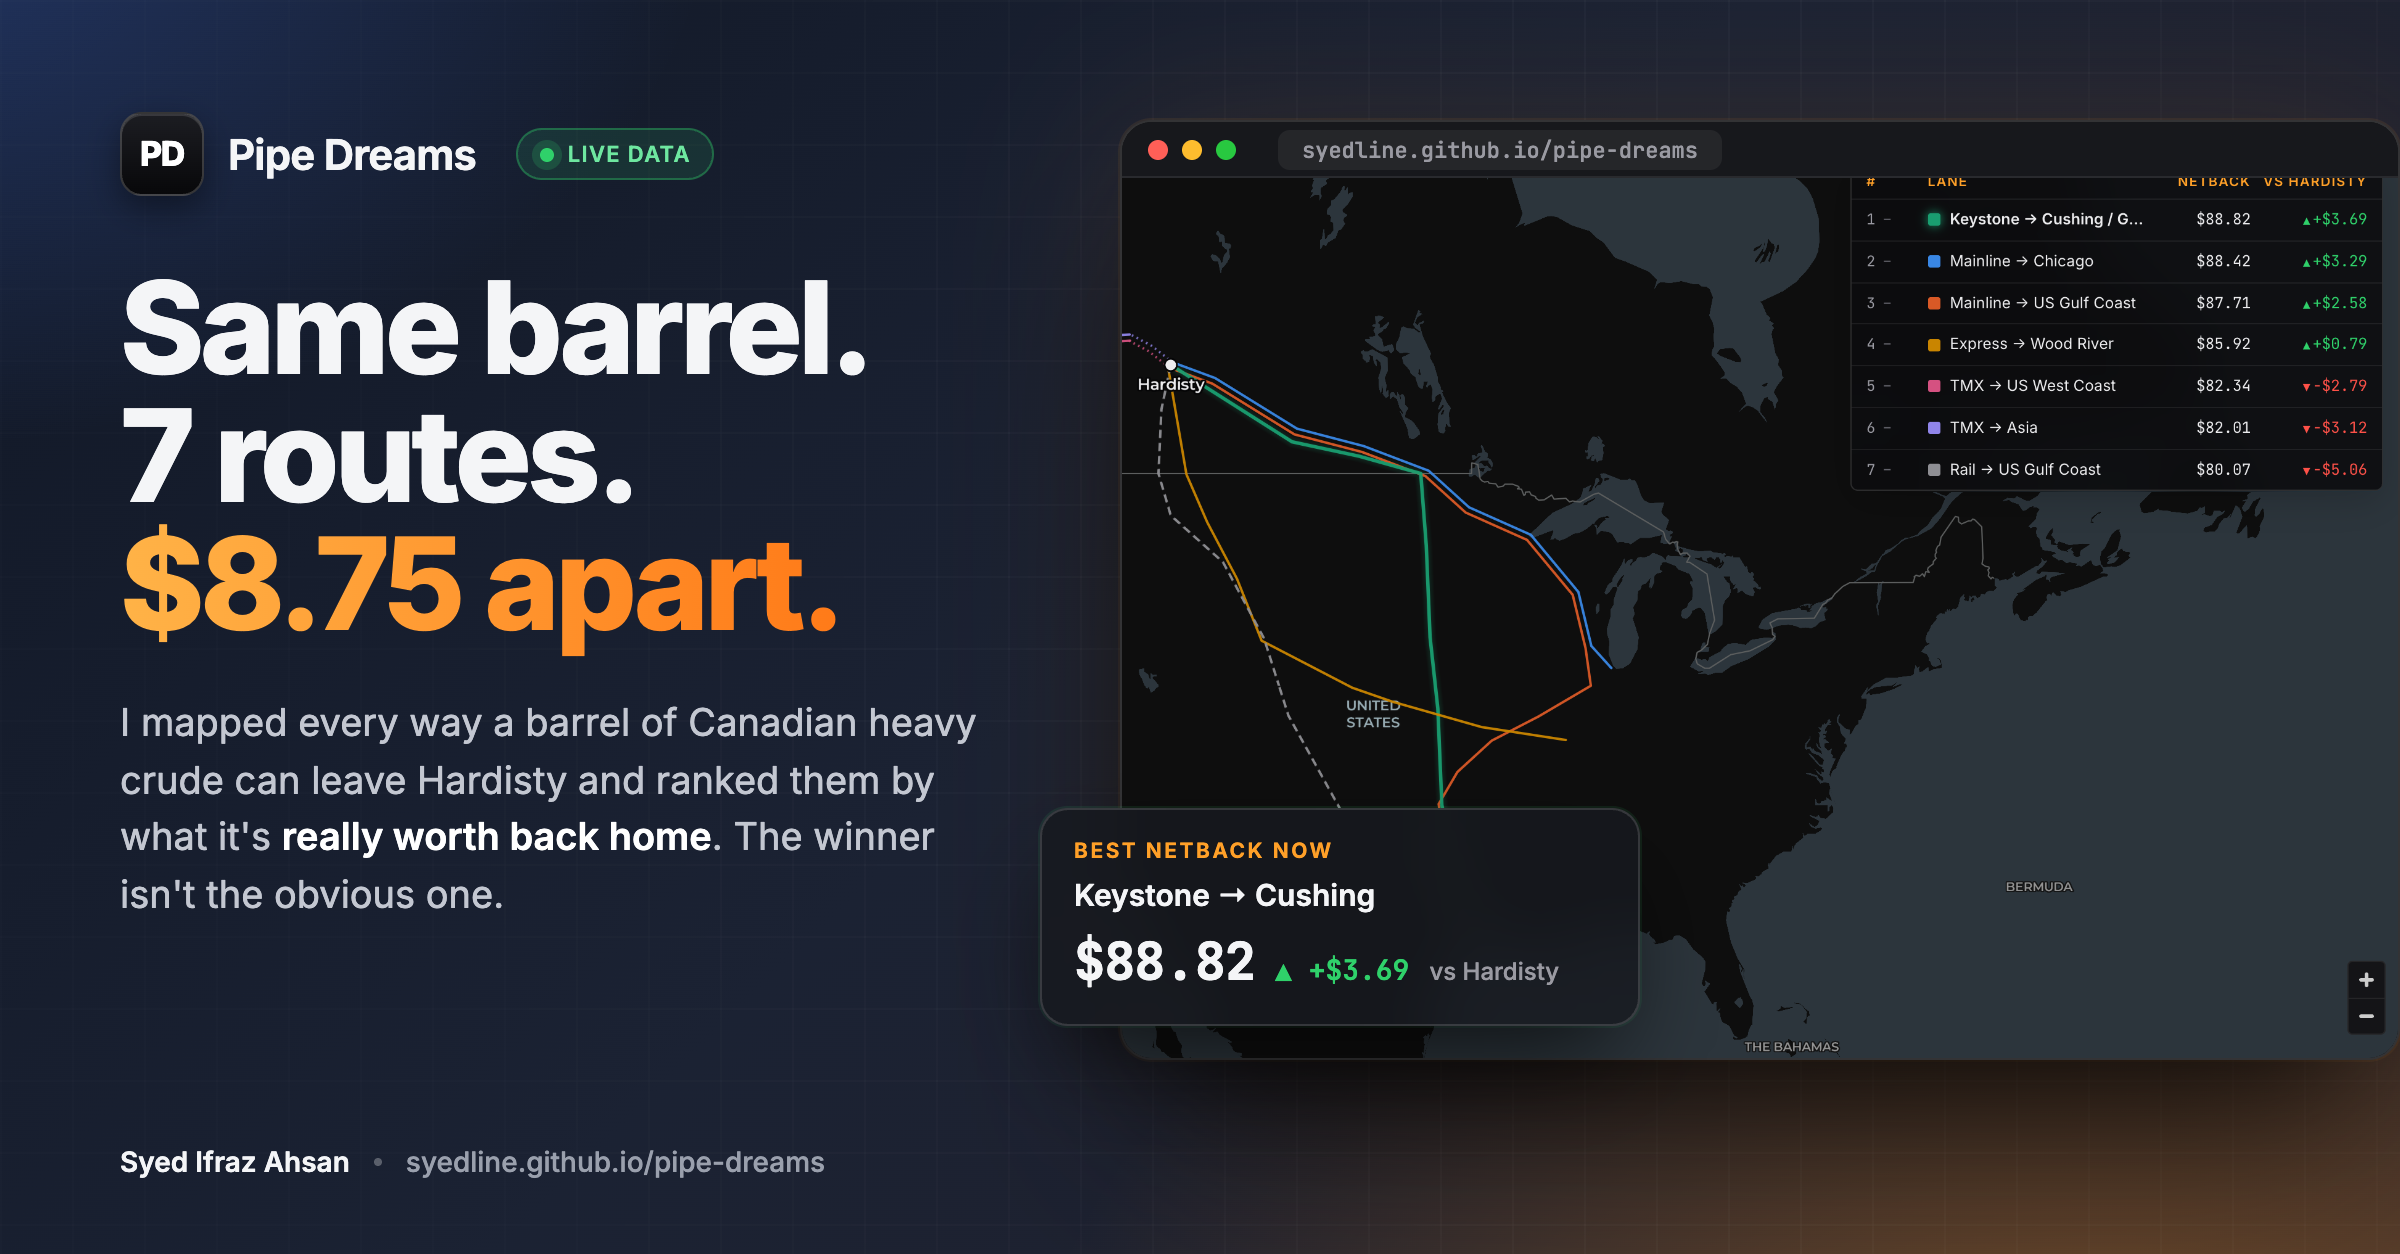 PD
Pipe Dreams
LIVE DATA
Same barrel.
7 routes.
$8.75 apart.
I mapped every way a barrel of Canadian heavy
crude can leave Hardisty and ranked them by
what it's really worth back home. The winner
isn't the obvious one.
Syed Ifraz Ahsan • syedline.github.io/pipe-dreams
syedline.github.io/pipe-dreams
# LANE NETBACK VS HARDISTY
1 – Keystone → Cushing / G... $88.82 ▲+$3.69
2 – Mainline → Chicago $88.42 ▲+$3.29
3 – Mainline → US Gulf Coast $87.71 ▲+$2.58
4 – Express → Wood River $85.92 ▲+$0.79
5 – TMX → US West Coast $82.34 ▼-$2.79
6 – TMX → Asia $82.01 ▼-$3.12
7 – Rail → US Gulf Coast $80.07 ▼-$5.06
Hardisty
UNITED
STATES
BERMUDA
THE BAHAMAS
+
−
BEST NETBACK NOW
Keystone → Cushing
$88.82 ▲ +$3.69 vs Hardisty